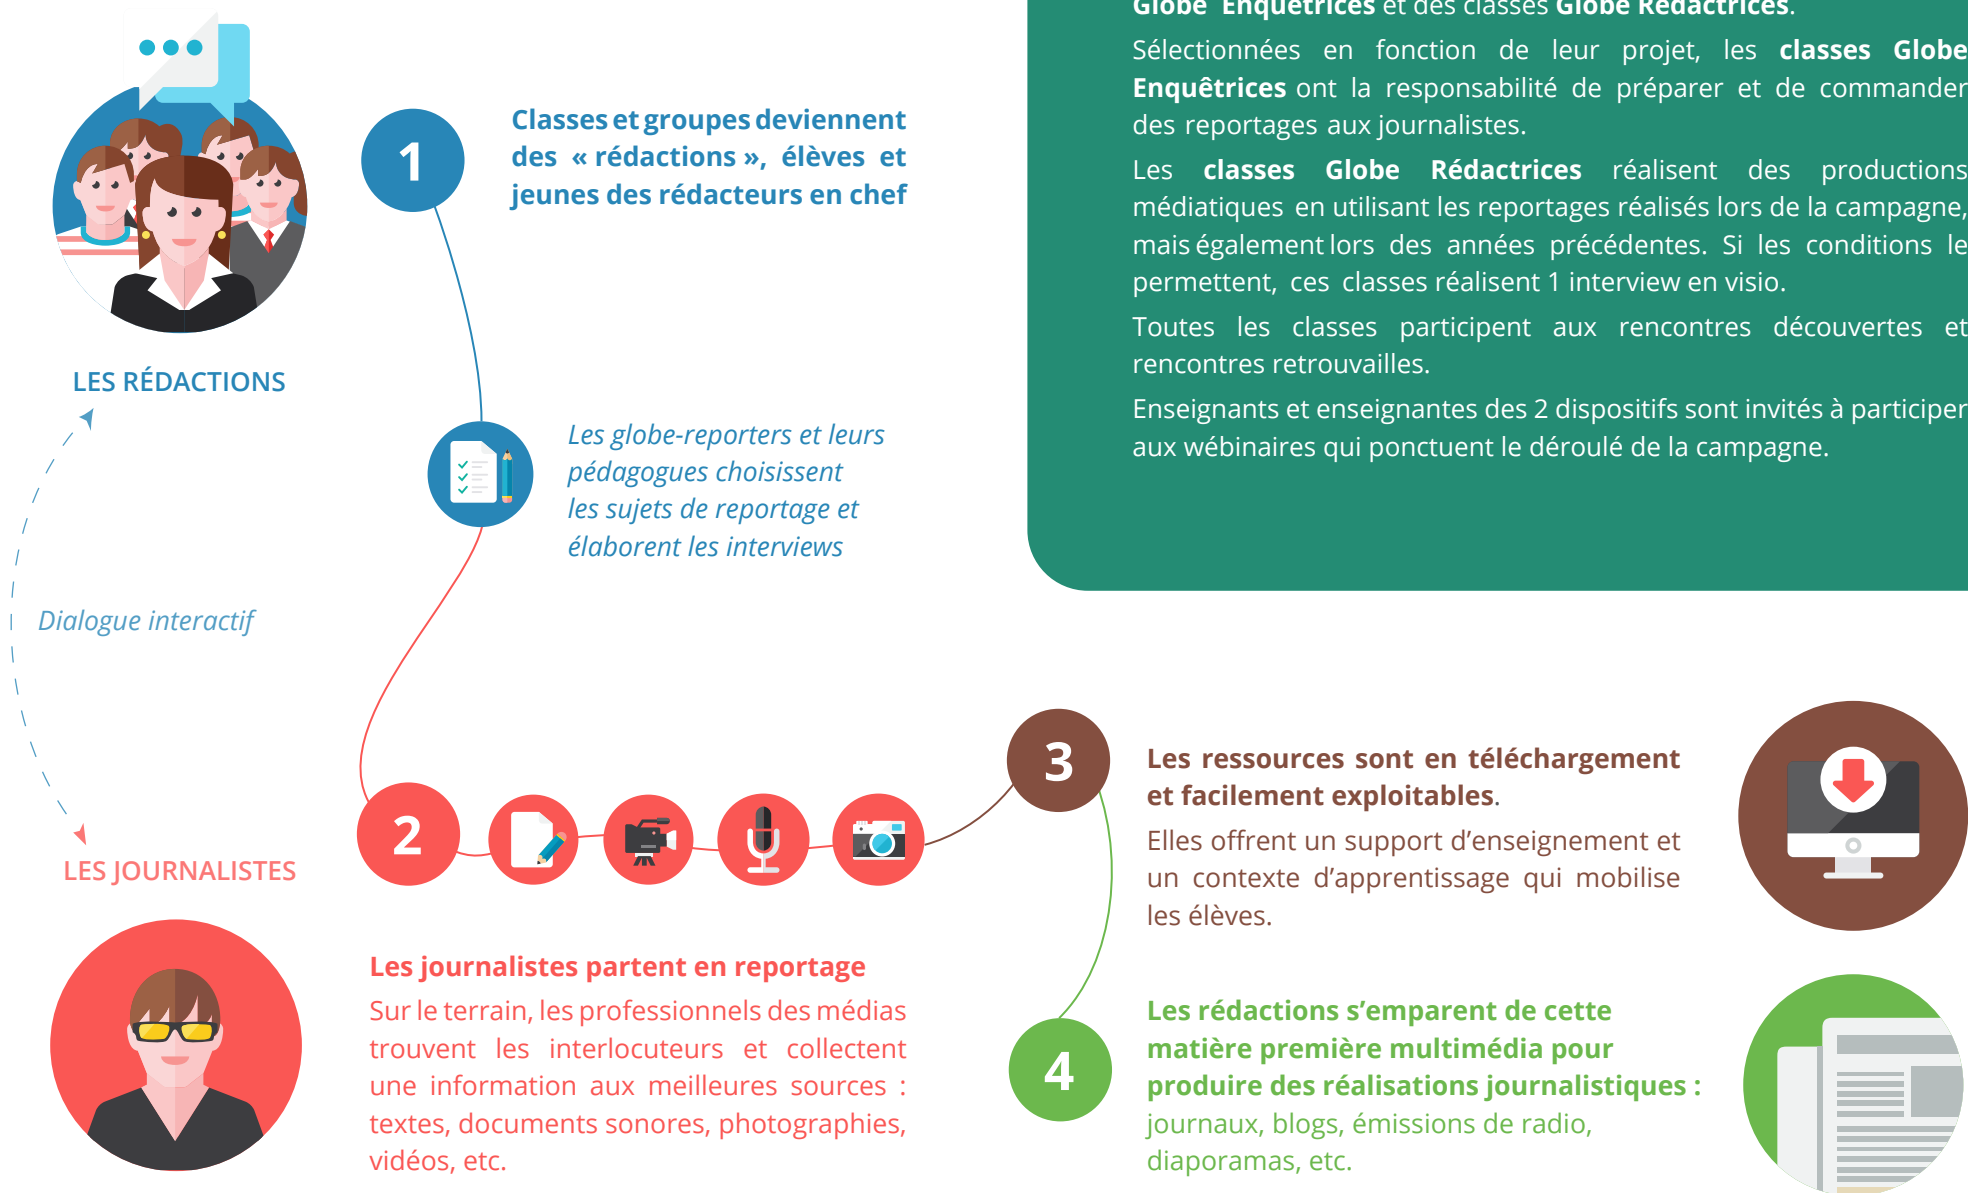 1
Classes et groupes deviennent
des « rédactions », élèves et
jeunes des rédacteurs en chef
LES RÉDACTIONS
Les globe-reporters et leurs
pédagogues choisissent
les sujets de reportage et
élaborent les interviews
Dialogue interactif
LES JOURNALISTES
2
Les journalistes partent en reportage
Sur le terrain, les professionnels des médias
trouvent les interlocuteurs et collectent
une information aux meilleures sources :
textes, documents sonores, photographies,
vidéos, etc.
Globe Enquêtrices et des classes Globe Rédactrices.
Sélectionnées en fonction de leur projet, les classes Globe
Enquêtrices ont la responsabilité de préparer et de commander
des reportages aux journalistes.
Les classes Globe Rédactrices réalisent des productions
médiatiques en utilisant les reportages réalisés lors de la campagne,
mais également lors des années précédentes. Si les conditions le
permettent, ces classes réalisent 1 interview en visio.
Toutes les classes participent aux rencontres découvertes et
rencontres retrouvailles.
Enseignants et enseignantes des 2 dispositifs sont invités à participer
aux wébinaires qui ponctuent le déroulé de la campagne.
3
Les ressources sont en téléchargement
et facilement exploitables.
Elles offrent un support d’enseignement et
un contexte d’apprentissage qui mobilise
les élèves.
4
Les rédactions s’emparent de cette
matière première multimédia pour
produire des réalisations journalistiques :
journaux, blogs, émissions de radio,
diaporamas, etc.